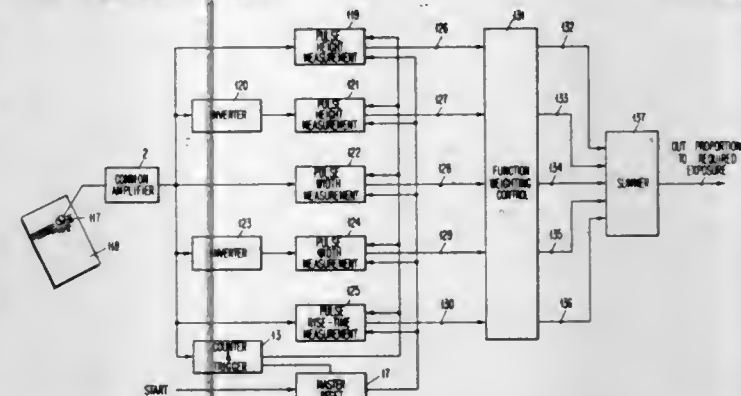 119
126
131
132
PULSE
HEIGHT
MEASUREMENT
120
121
127
133
137
INVERTER
PULSE
HEIGHT
MEASUREMENT
OUT PROPORTION
TO REQUIRED
EXPOSURE
2
COMMON
AMPLIFIER
122
128
134
PULSE
WIDTH
MEASUREMENT
FUNCTION
WEIGHTING
CONTROL
SUMMER
117
118
123
124
129
135
INVERTER
PULSE
WIDTH
MEASUREMENT
125
130
136
PULSE
RISE-TIME
MEASUREMENT
13
COUNTER
&
TRIGGER
17
START
MASTER
RESET